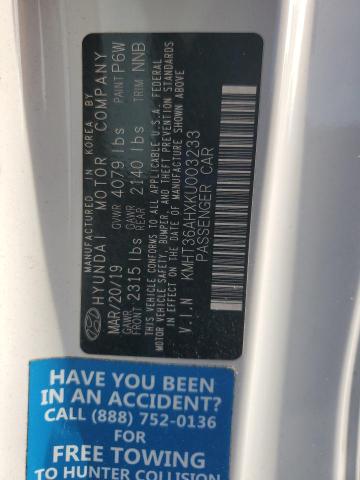 MANUFACTURED IN KOREA BY
HYUNDAI MOTOR COMPANY
MAR/20/19 GVWR 4079 lbs PAINT P6W
GAWR FRONT 2315 lbs GAWR REAR 2140 lbs TRIM NNB
THIS VEHICLE CONFORMS TO ALL APPLICABLE U.S.A. FEDERAL
MOTOR VEHICLE SAFETY, BUMPER, AND THEFT PREVENTION STANDARDS
IN EFFECT ON THE DATE OF MANUFACTURE SHOWN ABOVE
V.I.N KMHT36AHXKU003233
PASSENGER CAR
HAVE YOU BEEN
IN AN ACCIDENT?
CALL (888) 752-0136
FOR
FREE TOWING
TO HUNTER COLLISION